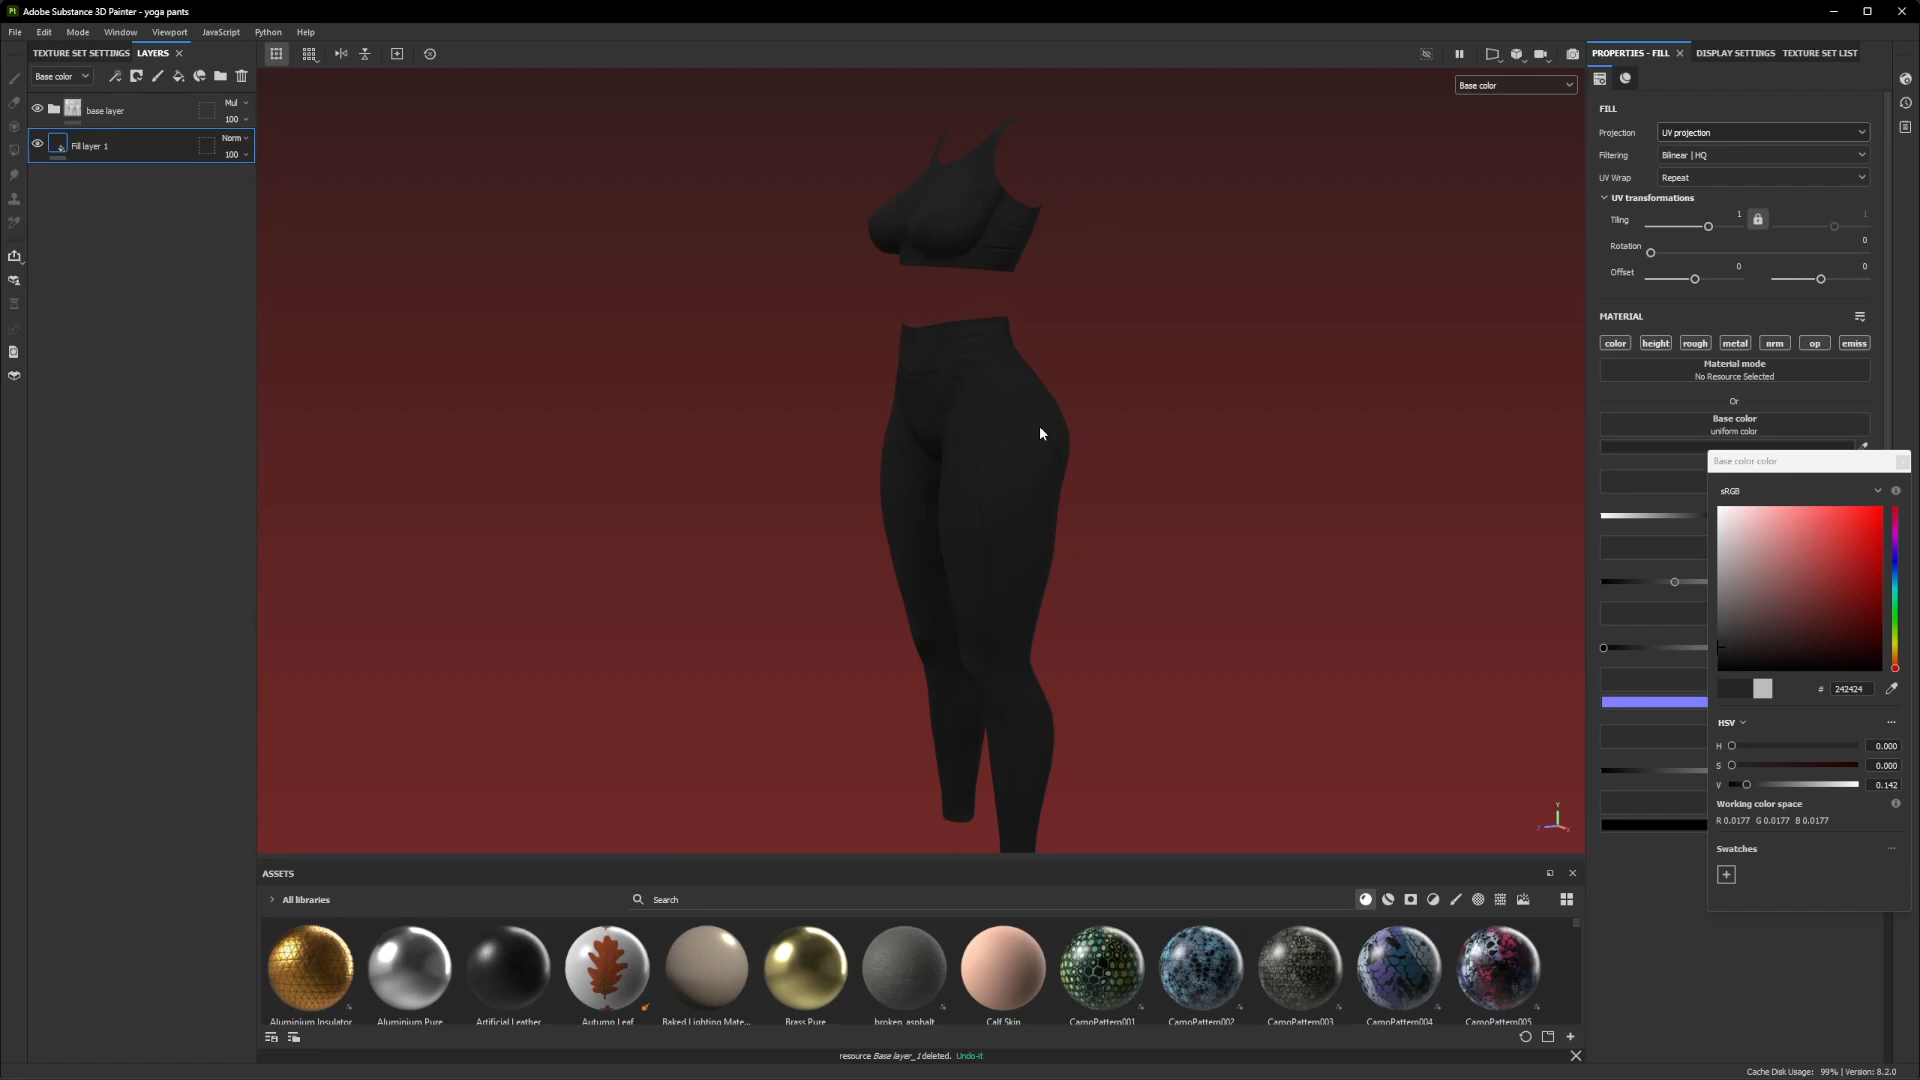 Pt Adobe Substance 3D Painter - yoga pants
File Edit Mode Window Viewport JavaScript Python Help
TEXTURE SET SETTINGS LAYERS
Base color
base layer Mul 100
Fill layer 1 Norm 100
Base color
PROPERTIES - FILL DISPLAY SETTINGS TEXTURE SET LIST
FILL
Projection UV projection
Filtering Bilinear | HQ
UV Wrap Repeat
UV transformations
Tiling 1 1
Rotation 0
Offset 0 0
MATERIAL
color height rough metal nrm op emiss
Material mode
No Resource Selected
Or
Base color
uniform color
Base color color
sRGB
# 242424
HSV
H 0.000
S 0.000
V 0.142
Working color space
R 0.0177 G 0.0177 B 0.0177
Swatches
Y
ASSETS
All libraries Search
Aluminium Insulator Aluminium Pure Artificial Leather Autumn Leaf Baked Lighting Mate... Brass Pure broken_asphalt Calf Skin CamoPattern001 CamoPattern002 CamoPattern003 CamoPattern004 CamoPattern005
resource Base layer_1 deleted. Undo-it
Cache Disk Usage: 99% | Version: 8.2.0